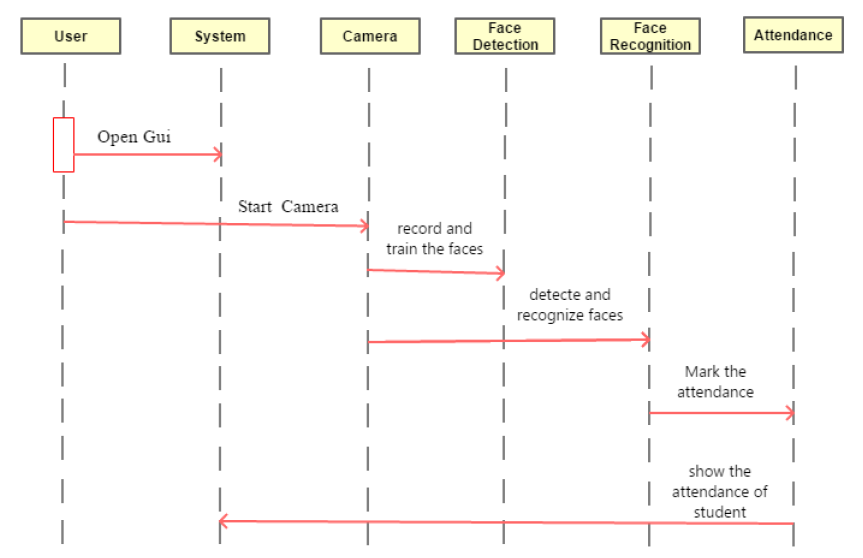 User
System
Camera
Face
Detection
Face
Recognition
Attendance
Open Gui
Start Camera
record and
train the faces
detecte and
recognize faces
Mark the
attendance
show the
attendance of
student